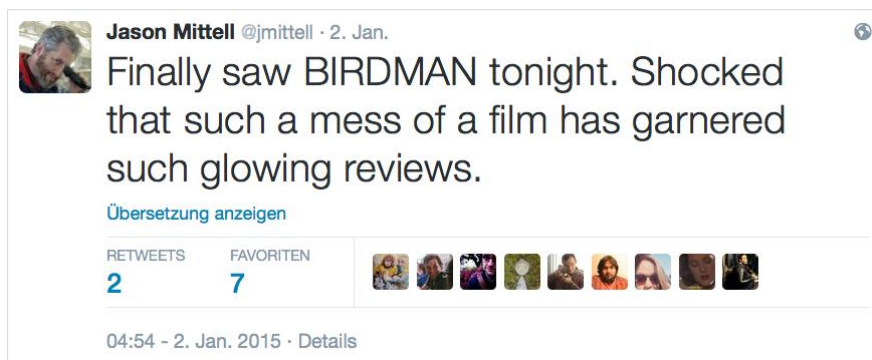 Jason Mittell @jmittell · 2. Jan.
Finally saw BIRDMAN tonight. Shocked
that such a mess of a film has garnered
such glowing reviews.
Übersetzung anzeigen
RETWEETS FAVORITEN
2 7
04:54 - 2. Jan. 2015 · Details